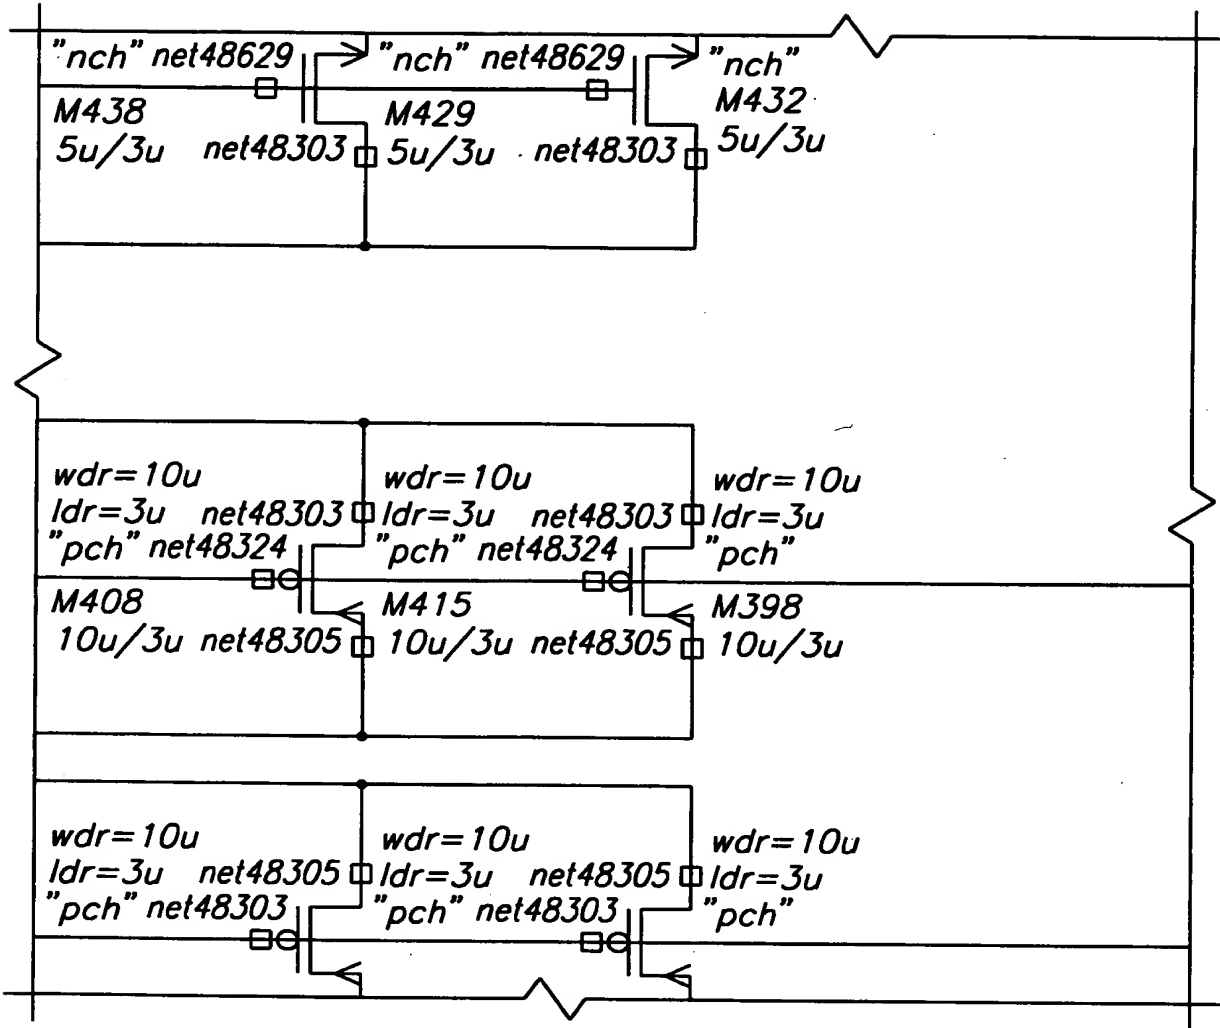 "nch" net48629 "nch" net48629 "nch"
M438 M429 M432
5u/3u net48303 5u/3u net48303 5u/3u
wdr=10u wdr=10u wdr=10u
ldr=3u net48303 ldr=3u net48303 ldr=3u
"pch" net48324 "pch" net48324 "pch"
M408 M415 M398
10u/3u net48305 10u/3u net48305 10u/3u
wdr=10u wdr=10u wdr=10u
ldr=3u net48305 ldr=3u net48305 ldr=3u
"pch" net48303 "pch" net48303 "pch"